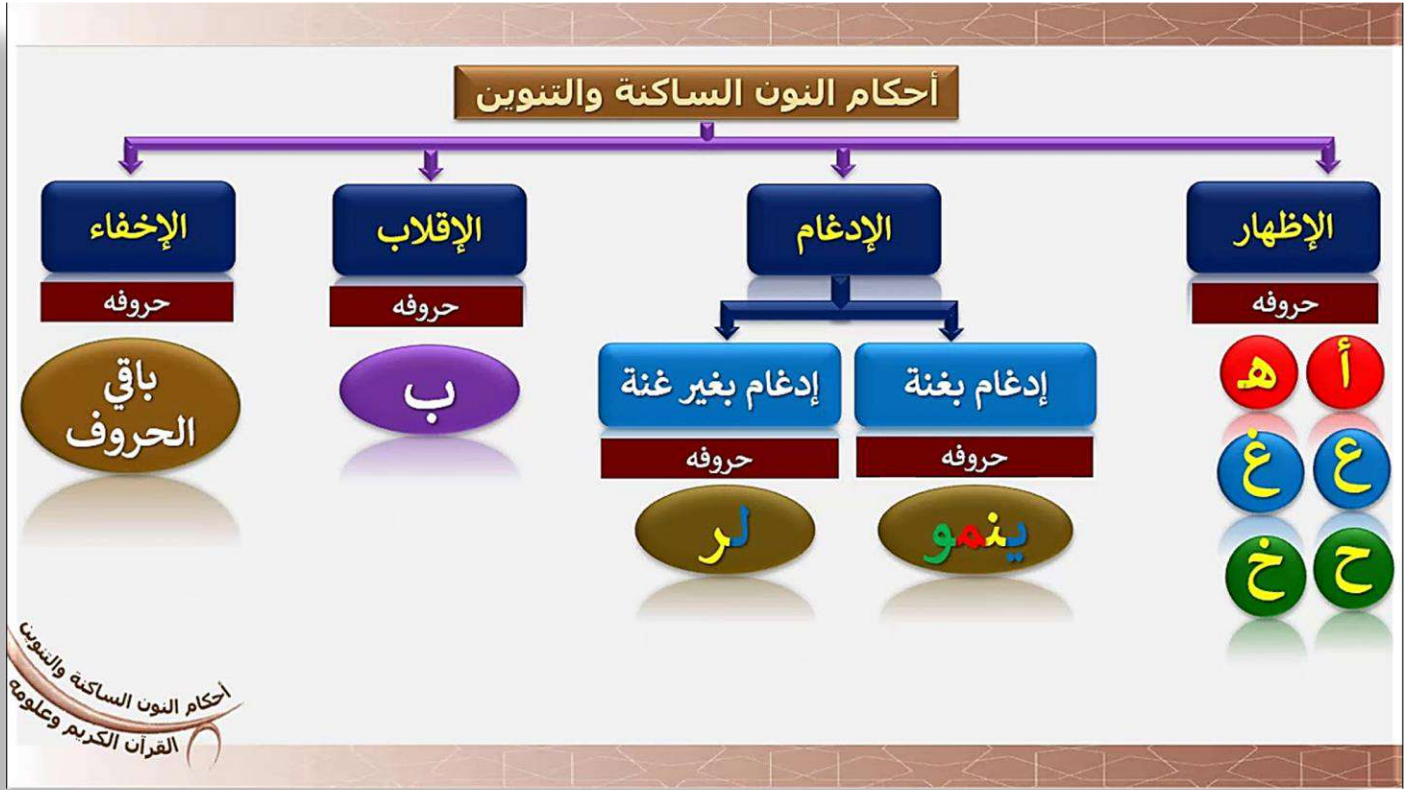 أحكام النون الساكنة والتنوين
الإظهار
حروفه
أ
هـ
ع
غ
ح
خ
الإدغام
إدغام بغنة
حروفه
ينمو
إدغام بغير غنة
حروفه
لر
الإقلاب
حروفه
ب
الإخفاء
حروفه
باقي
الحروف
أحكام النون الساكنة والتنوين
القرآن الكريم وعلومه